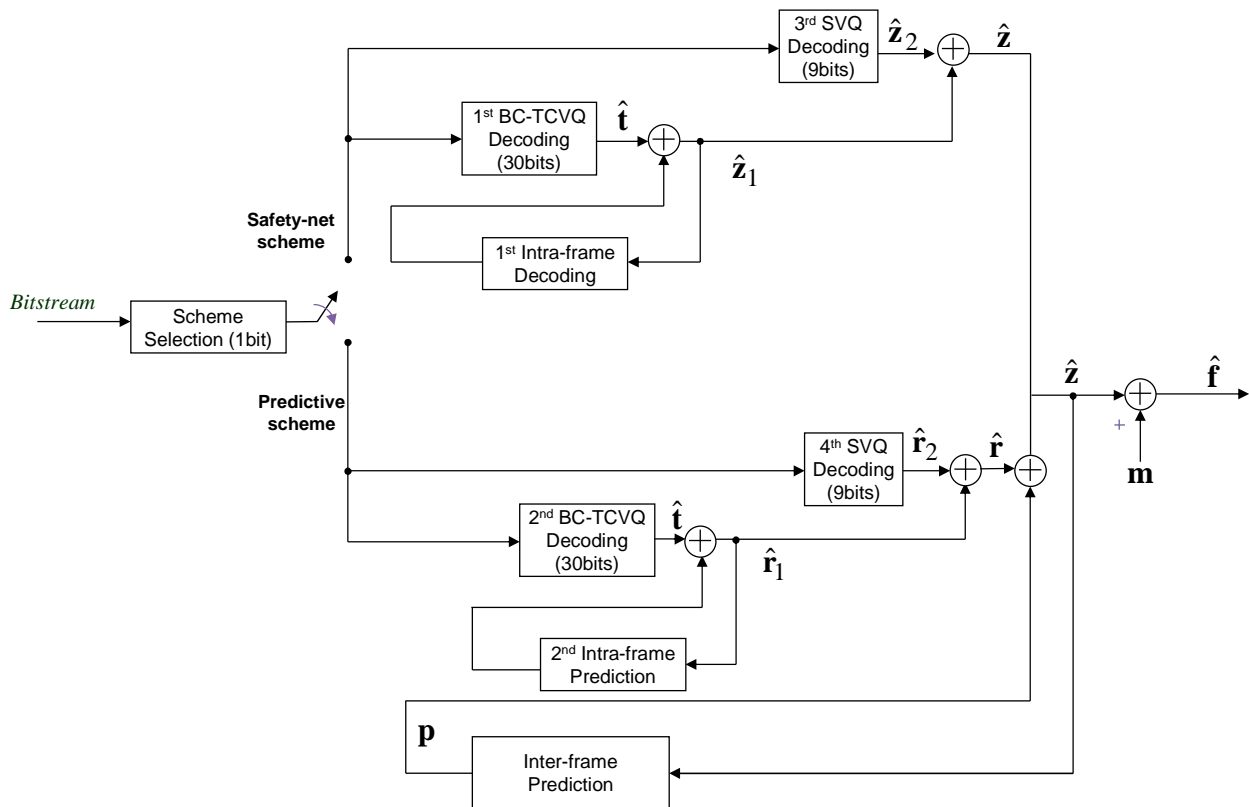 3rd SVQ
Decoding
(9bits)
ẑ2
ẑ
1st BC-TCVQ
Decoding
(30bits)
t̂
ẑ1
Safety-net
scheme
1st Intra-frame
Decoding
Bitstream
Scheme
Selection (1bit)
ẑ
f̂
Predictive
scheme
+
m
4th SVQ
Decoding
(9bits)
r̂2
r̂
2nd BC-TCVQ
Decoding
(30bits)
t̂
r̂1
2nd Intra-frame
Prediction
p
Inter-frame
Prediction